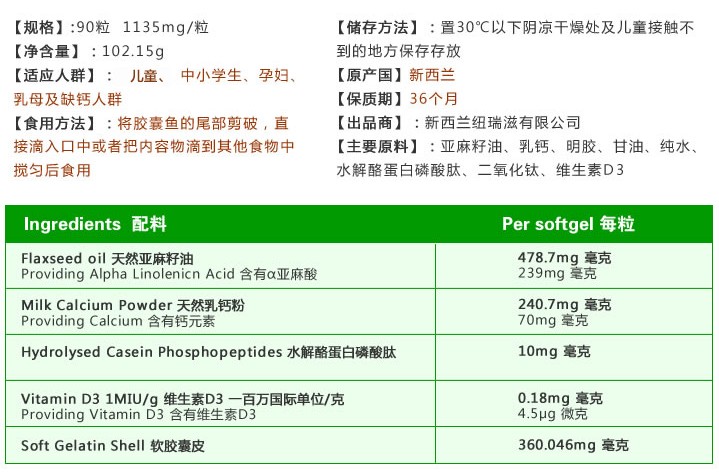 【规格】:90粒 1135mg/粒
【净含量】:102.15g
【适应人群】: 儿童、中小学生、孕妇、
乳母及缺钙人群
【食用方法】:将胶囊鱼的尾部剪破，直
接滴入口中或者把内容物滴到其他食物中
搅匀后食用
【储存方法】:置30℃以下阴凉干燥处及儿童接触不
到的地方保存存放
【原产国】新西兰
【保质期】36个月
【出品商】:新西兰纽瑞滋有限公司
【主要原料】:亚麻籽油、乳钙、明胶、甘油、纯水、
水解酪蛋白磷酸肽、二氧化钛、维生素D3
Ingredients 配料 Per softgel 每粒
Flaxseed oil 天然亚麻籽油 478.7mg 毫克
Providing Alpha Linolenicn Acid 含有α亚麻酸 239mg 毫克
Milk Calcium Powder 天然乳钙粉 240.7mg 毫克
Providing Calcium 含有钙元素 70mg 毫克
Hydrolysed Casein Phosphopeptides 水解酪蛋白磷酸肽 10mg 毫克
Vitamin D3 1MIU/g 维生素D3 一百万国际单位/克 0.18mg 毫克
Providing Vitamin D3 含有维生素D3 4.5μg 微克
Soft Gelatin Shell 软胶囊皮 360.046mg 毫克